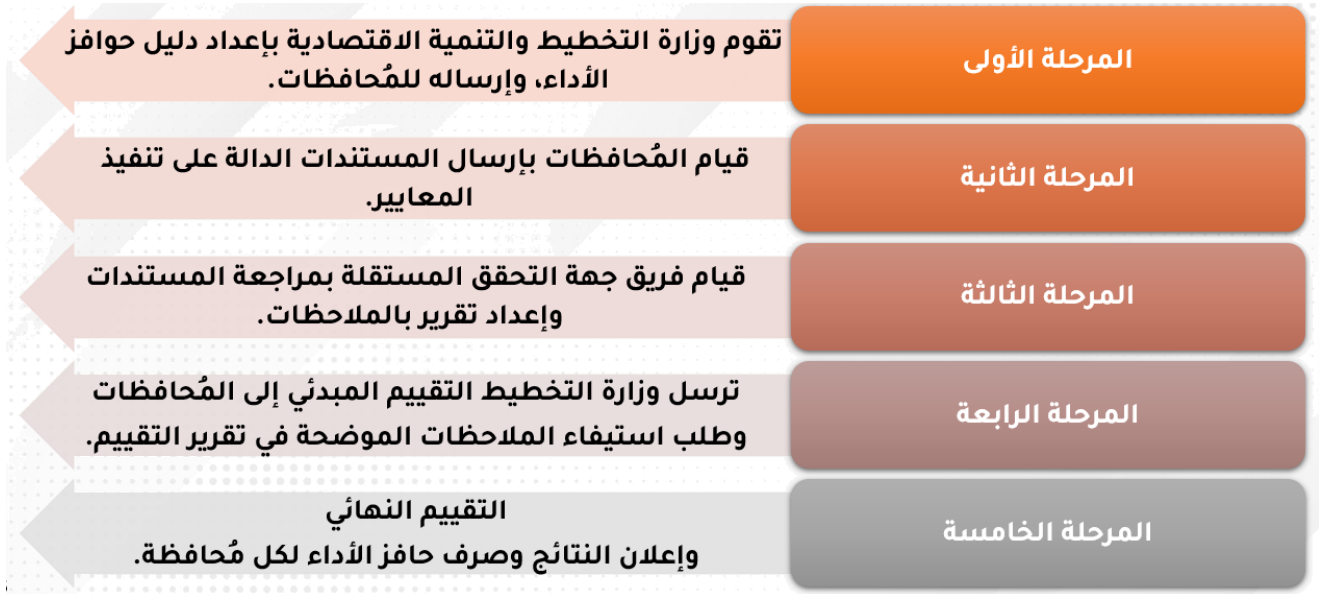 المرحلة الأولى
تقوم وزارة التخطيط والتنمية الاقتصادية بإعداد دليل حوافز
الأداء، وإرساله للمُحافظات.
المرحلة الثانية
قيام المُحافظات بإرسال المستندات الدالة على تنفيذ
المعايير.
المرحلة الثالثة
قيام فريق جهة التحقق المستقلة بمراجعة المستندات
وإعداد تقرير بالملاحظات.
المرحلة الرابعة
ترسل وزارة التخطيط التقييم المبدئي إلى المُحافظات
وطلب استيفاء الملاحظات الموضحة في تقرير التقييم.
المرحلة الخامسة
التقييم النهائي
وإعلان النتائج وصرف حافز الأداء لكل مُحافظة.